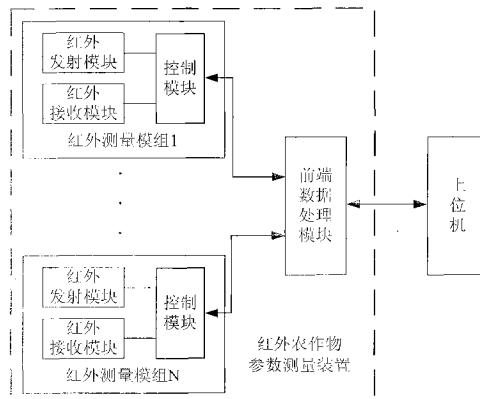 红外
发射模块
控制
模块
红外
接收模块
红外测量模组1
前端
数据
处理
模块
上
位
机
红外
发射模块
控制
模块
红外
接收模块
红外测量模组N
红外农作物
参数测量装置